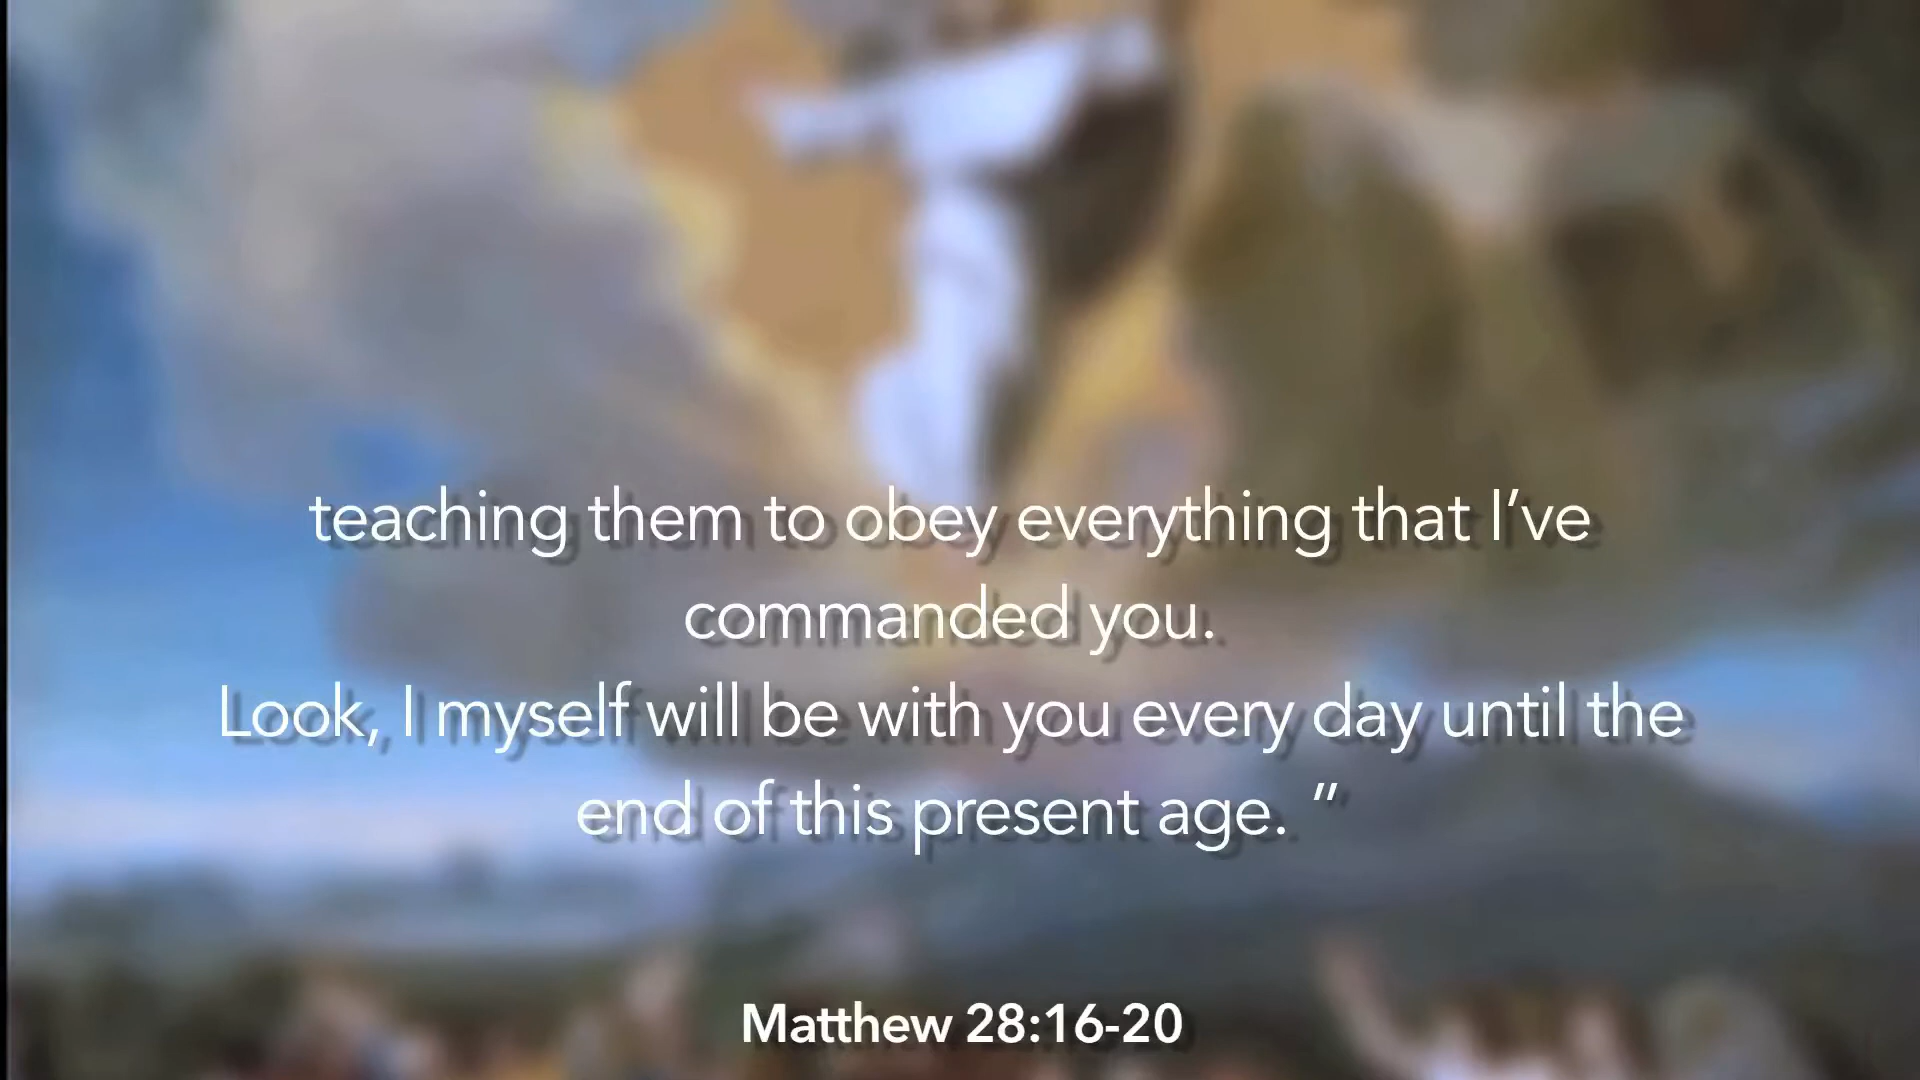 teaching them to obey everything that I’ve
commanded you.
Look, I myself will be with you every day until the
end of this present age. ”
Matthew 28:16-20